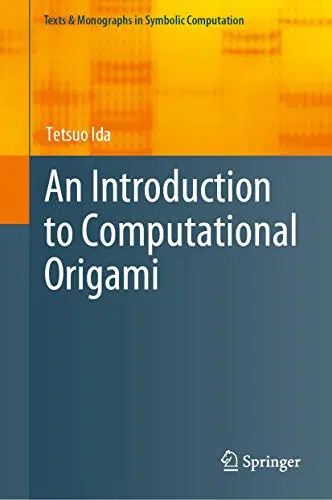 Texts & Monographs in Symbolic Computation
Tetsuo Ida
An Introduction
to Computational
Origami
Springer